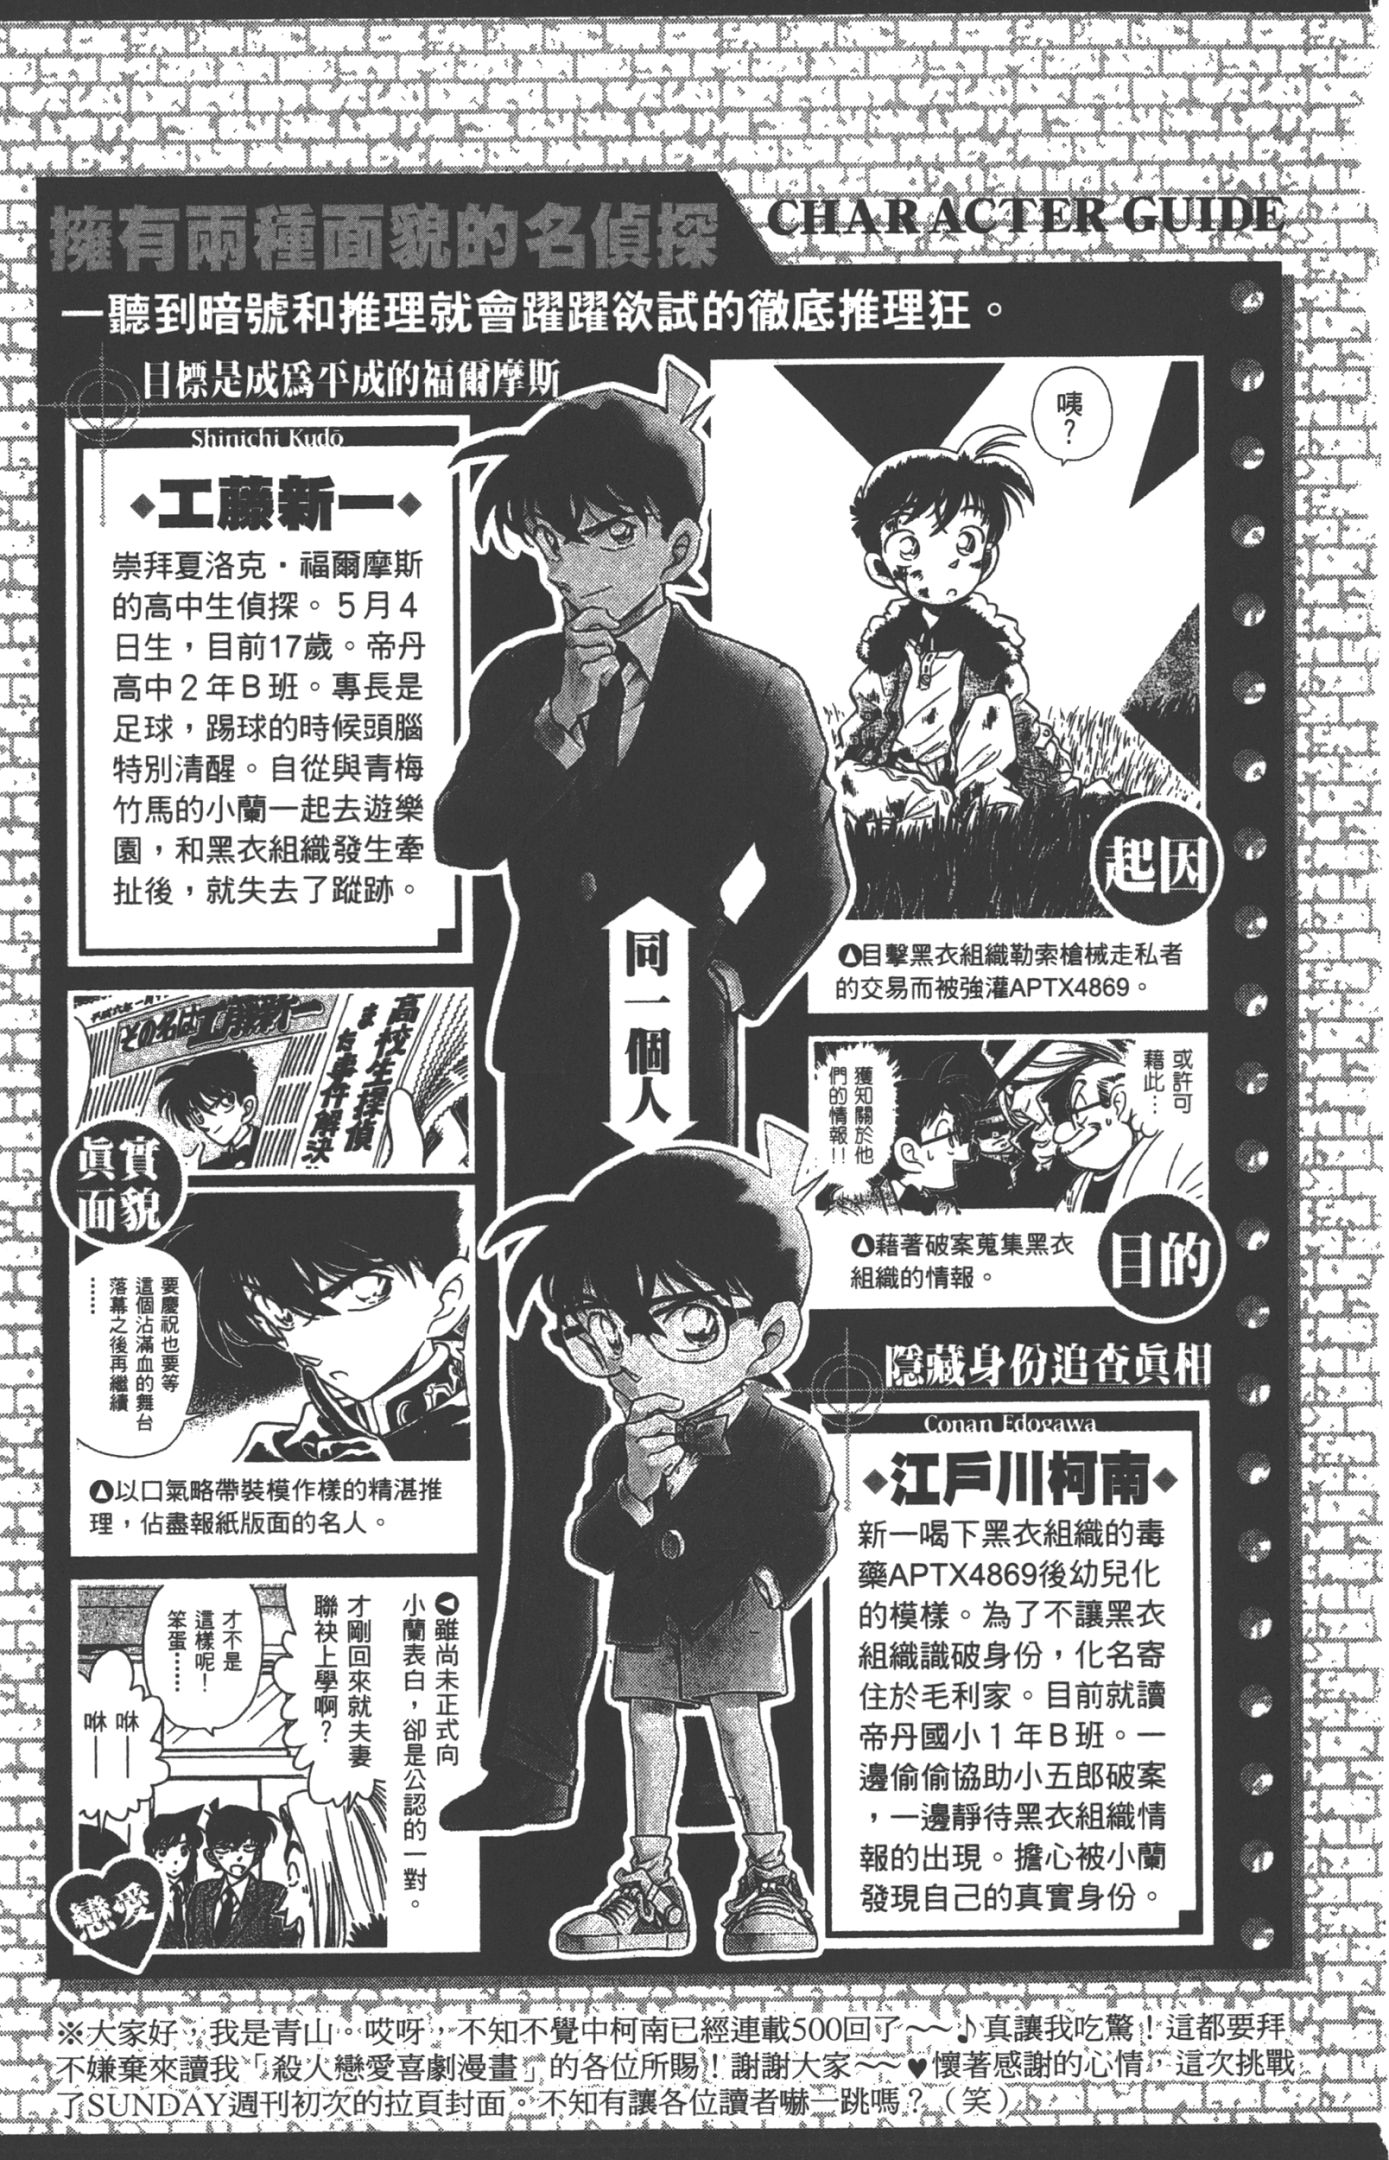 CHARACTER GUIDE
擁有兩種面貌的名偵探
一聽到暗號和推理就會躍躍欲試的徹底推理狂。
目標是成爲平成的福爾摩斯
Shinichi Kudō
◆工藤新一◆
崇拜夏洛克・福爾摩斯
的高中生偵探。5月4
日生，目前17歲。帝丹
高中2年B班。專長是
足球，踢球的時候頭腦
特別清醒。自從與青梅
竹馬的小蘭一起去遊樂
園，和黑衣組織發生牽
扯後，就失去了蹤跡。
咦？
起因
目擊黑衣組織勒索槍械走私者
的交易而被強灌APTX4869。
同一個人
或許可
藉此…
獲知關於他
們的情報!!
目的
藉著破案蒐集黑衣
組織的情報。
その名は工藤新一
高校生探偵
また事件解決
眞實
面貌
要慶祝也要等
這個沾滿血的舞台
落幕之後再繼續
……
以口氣略帶裝模作樣的精湛推
理，佔盡報紙版面的名人。
隱藏身份追查眞相
Conan Edogawa
◆江戶川柯南◆
新一喝下黑衣組織的毒
藥APTX4869後幼兒化
的模樣。為了不讓黑衣
組織識破身份，化名寄
住於毛利家。目前就讀
帝丹國小1年B班。一
邊偷偷協助小五郎破案
，一邊靜待黑衣組織情
報的出現。擔心被小蘭
發現自己的真實身份。
雖尚未正式向
小蘭表白，卻是公認的一對。
才剛回來就夫妻
聯袂上學啊？
才不是
這樣呢！
笨蛋……
咻——
咻——
戀愛
※大家好，我是青山。哎呀，不知不覺中柯南已經連載500回了～～♪真讓我吃驚！這都要拜
不嫌棄來讀我「殺人戀愛喜劇漫畫」的各位所賜！謝謝大家～～♥懷著感謝的心情，這次挑戰
了SUNDAY週刊初次的拉頁封面。不知有讓各位讀者嚇一跳嗎？（笑）